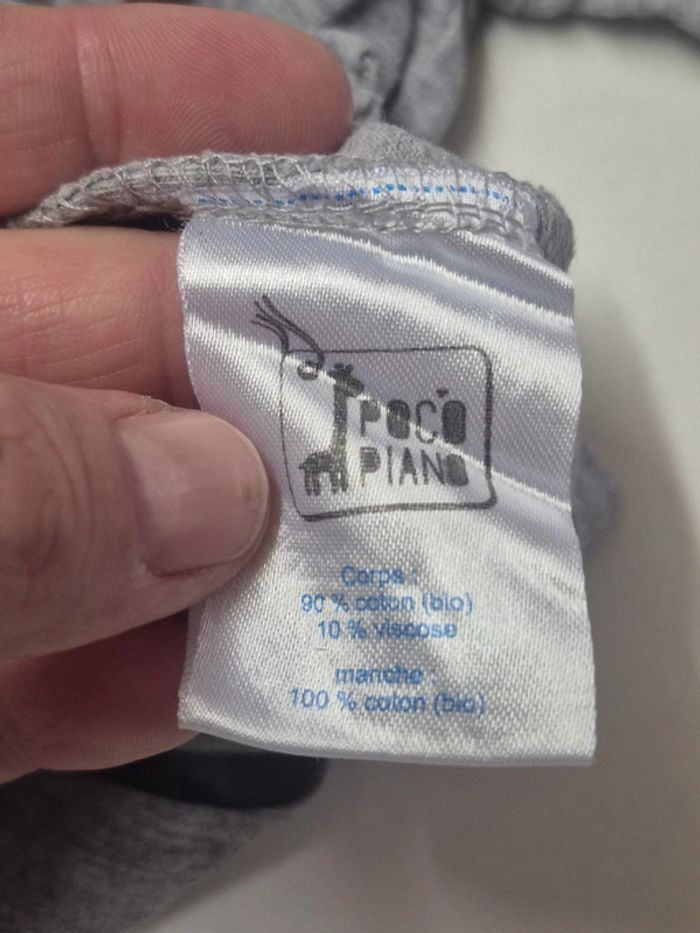 POCO
PIANO
Corps :
90 % coton (bio)
10 % viscose
manche :
100 % coton (bio)